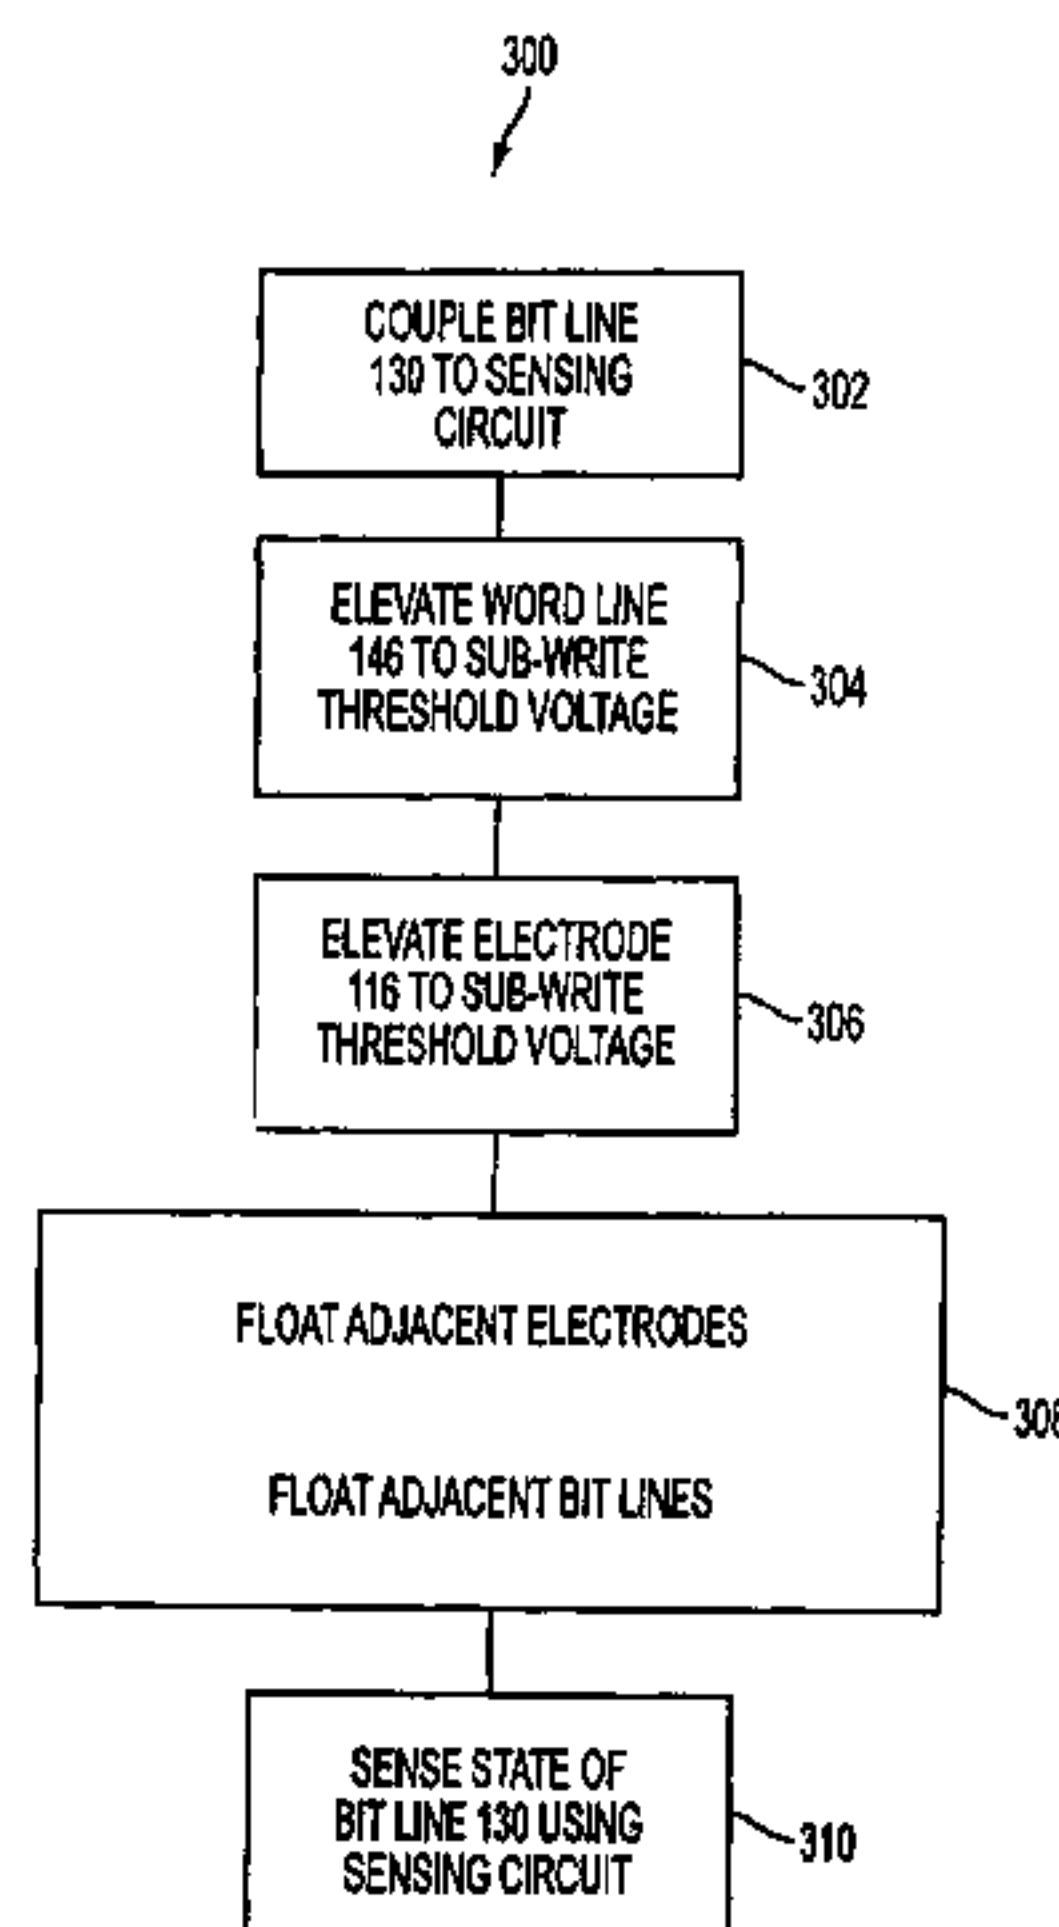 300
COUPLE BIT LINE
130 TO SENSING
CIRCUIT
302
ELEVATE WORD LINE
146 TO SUB-WRITE
THRESHOLD VOLTAGE
304
ELEVATE ELECTRODE
116 TO SUB-WRITE
THRESHOLD VOLTAGE
306
FLOAT ADJACENT ELECTRODES
FLOAT ADJACENT BIT LINES
308
SENSE STATE OF
BIT LINE 130 USING
SENSING CIRCUIT
310